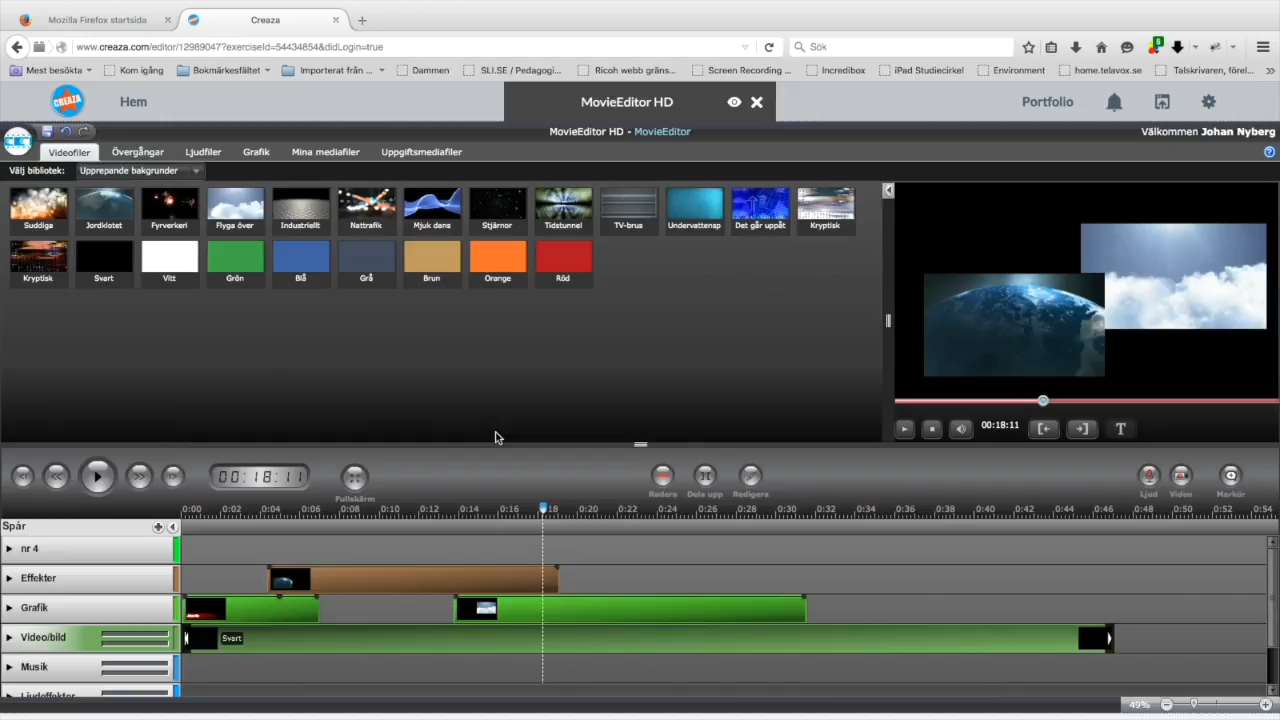 Mozilla Firefox startsida
Creaza
www.creaza.com/editor/12989047?exerciseId=54434854&didLogin=true
Sök
6
Mest besökta
Kom igång
Bokmärkesfältet
Importerat från ...
Dammen
SLI.SE / Pedagogi...
Ricoh webb gräns...
Screen Recording ...
Incredibox
iPad Studiecirkel
Environment
home.telavox.se
Talskrivaren, förel...
CREAZA
Hem
MovieEditor HD
Portfolio
MovieEditor HD - MovieEditor
Välkommen Johan Nyberg
Videofiler
Övergångar
Ljudfiler
Grafik
Mina mediafiler
Uppgiftsmediafiler
Välj bibliotek:
Upprepande bakgrunder
Suddiga
Jordklotet
Fyrverkeri
Flyga över
Industriellt
Nattrafik
Mjuk dans
Stjärnor
Tidstunnel
TV-brus
Undervattensp
Det går uppåt
Kryptisk
Kryptisk
Svart
Vitt
Grön
Blå
Grå
Brun
Orange
Röd
00:18:11
T
00:18:11
Fullskärm
Radera
Dela upp
Redigera
Ljud
Video
Markör
0:00 0:02 0:04 0:06 0:08 0:10 0:12 0:14 0:16 0:18 0:20 0:22 0:24 0:26 0:28 0:30 0:32 0:34 0:36 0:38 0:40 0:42 0:44 0:46 0:48 0:50 0:52 0:54
Spår
nr 4
Effekter
Grafik
Video/bild
Svart
Musik
Ljudeffekter
49%